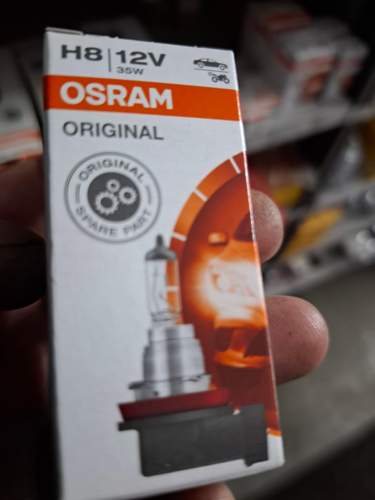 H8 12V
35W
OSRAM
ORIGINAL
ORIGINAL
SPARE PART